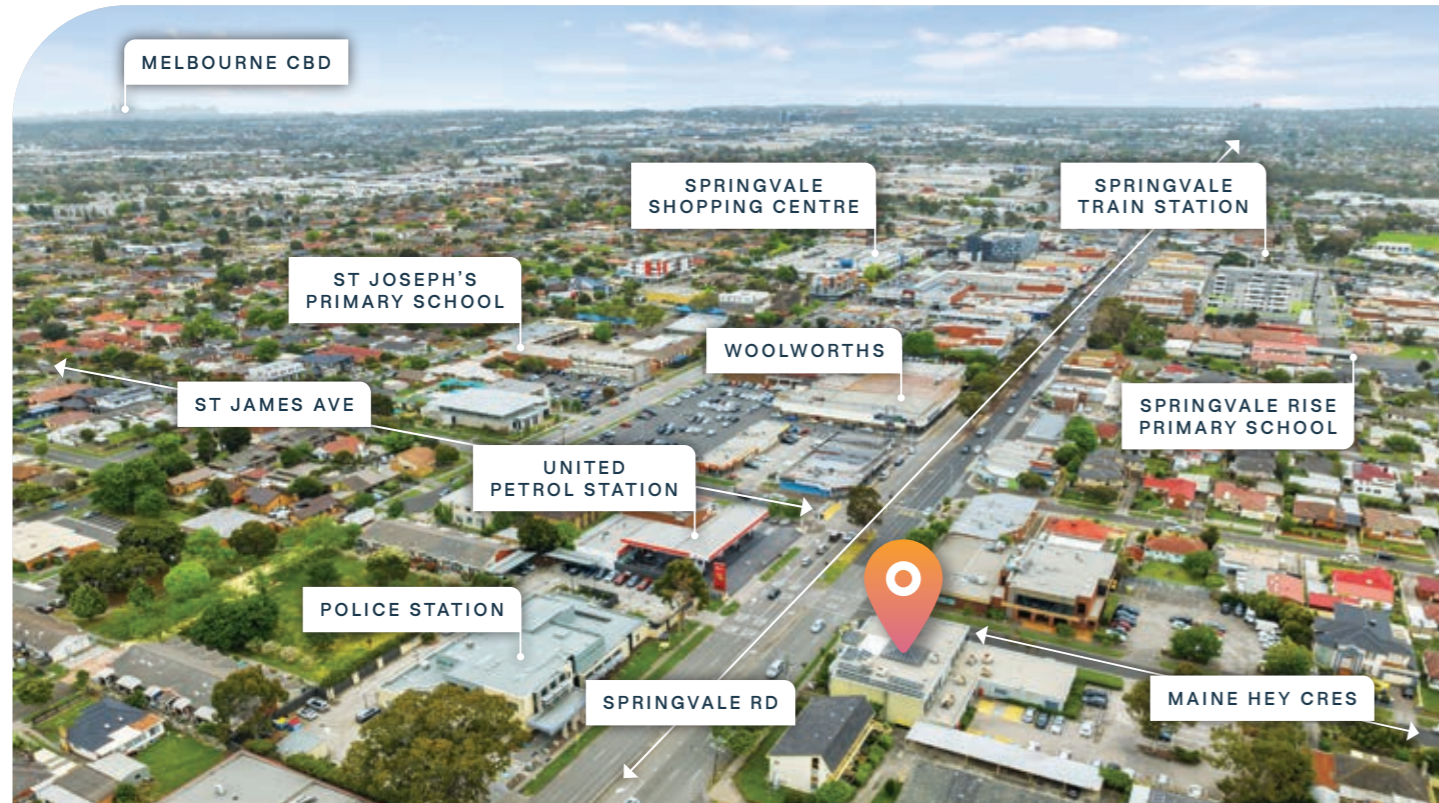 MELBOURNE CBD
SPRINGVALE
SHOPPING CENTRE
SPRINGVALE
TRAIN STATION
ST JOSEPH’S
PRIMARY SCHOOL
WOOLWORTHS
ST JAMES AVE
SPRINGVALE RISE
PRIMARY SCHOOL
UNITED
PETROL STATION
POLICE STATION
SPRINGVALE RD
MAINE HEY CRES